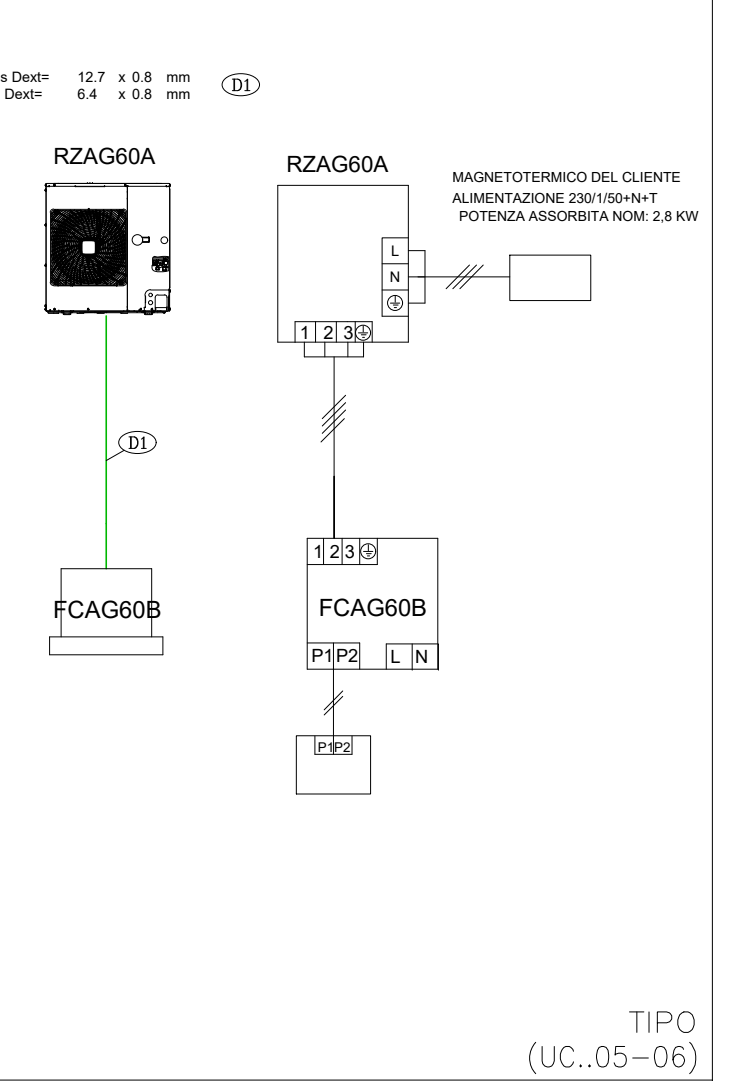 s Dext= 12.7 x 0.8 mm
Dext= 6.4 x 0.8 mm
D1
RZAG60A
RZAG60A
MAGNETOTERMICO DEL CLIENTE
ALIMENTAZIONE 230/1/50+N+T
POTENZA ASSORBITA NOM: 2,8 KW
L
N
1 2 3
D1
1 2 3
FCAG60B
FCAG60B
P1 P2 L N
P1P2
TIPO
(UC..05-06)